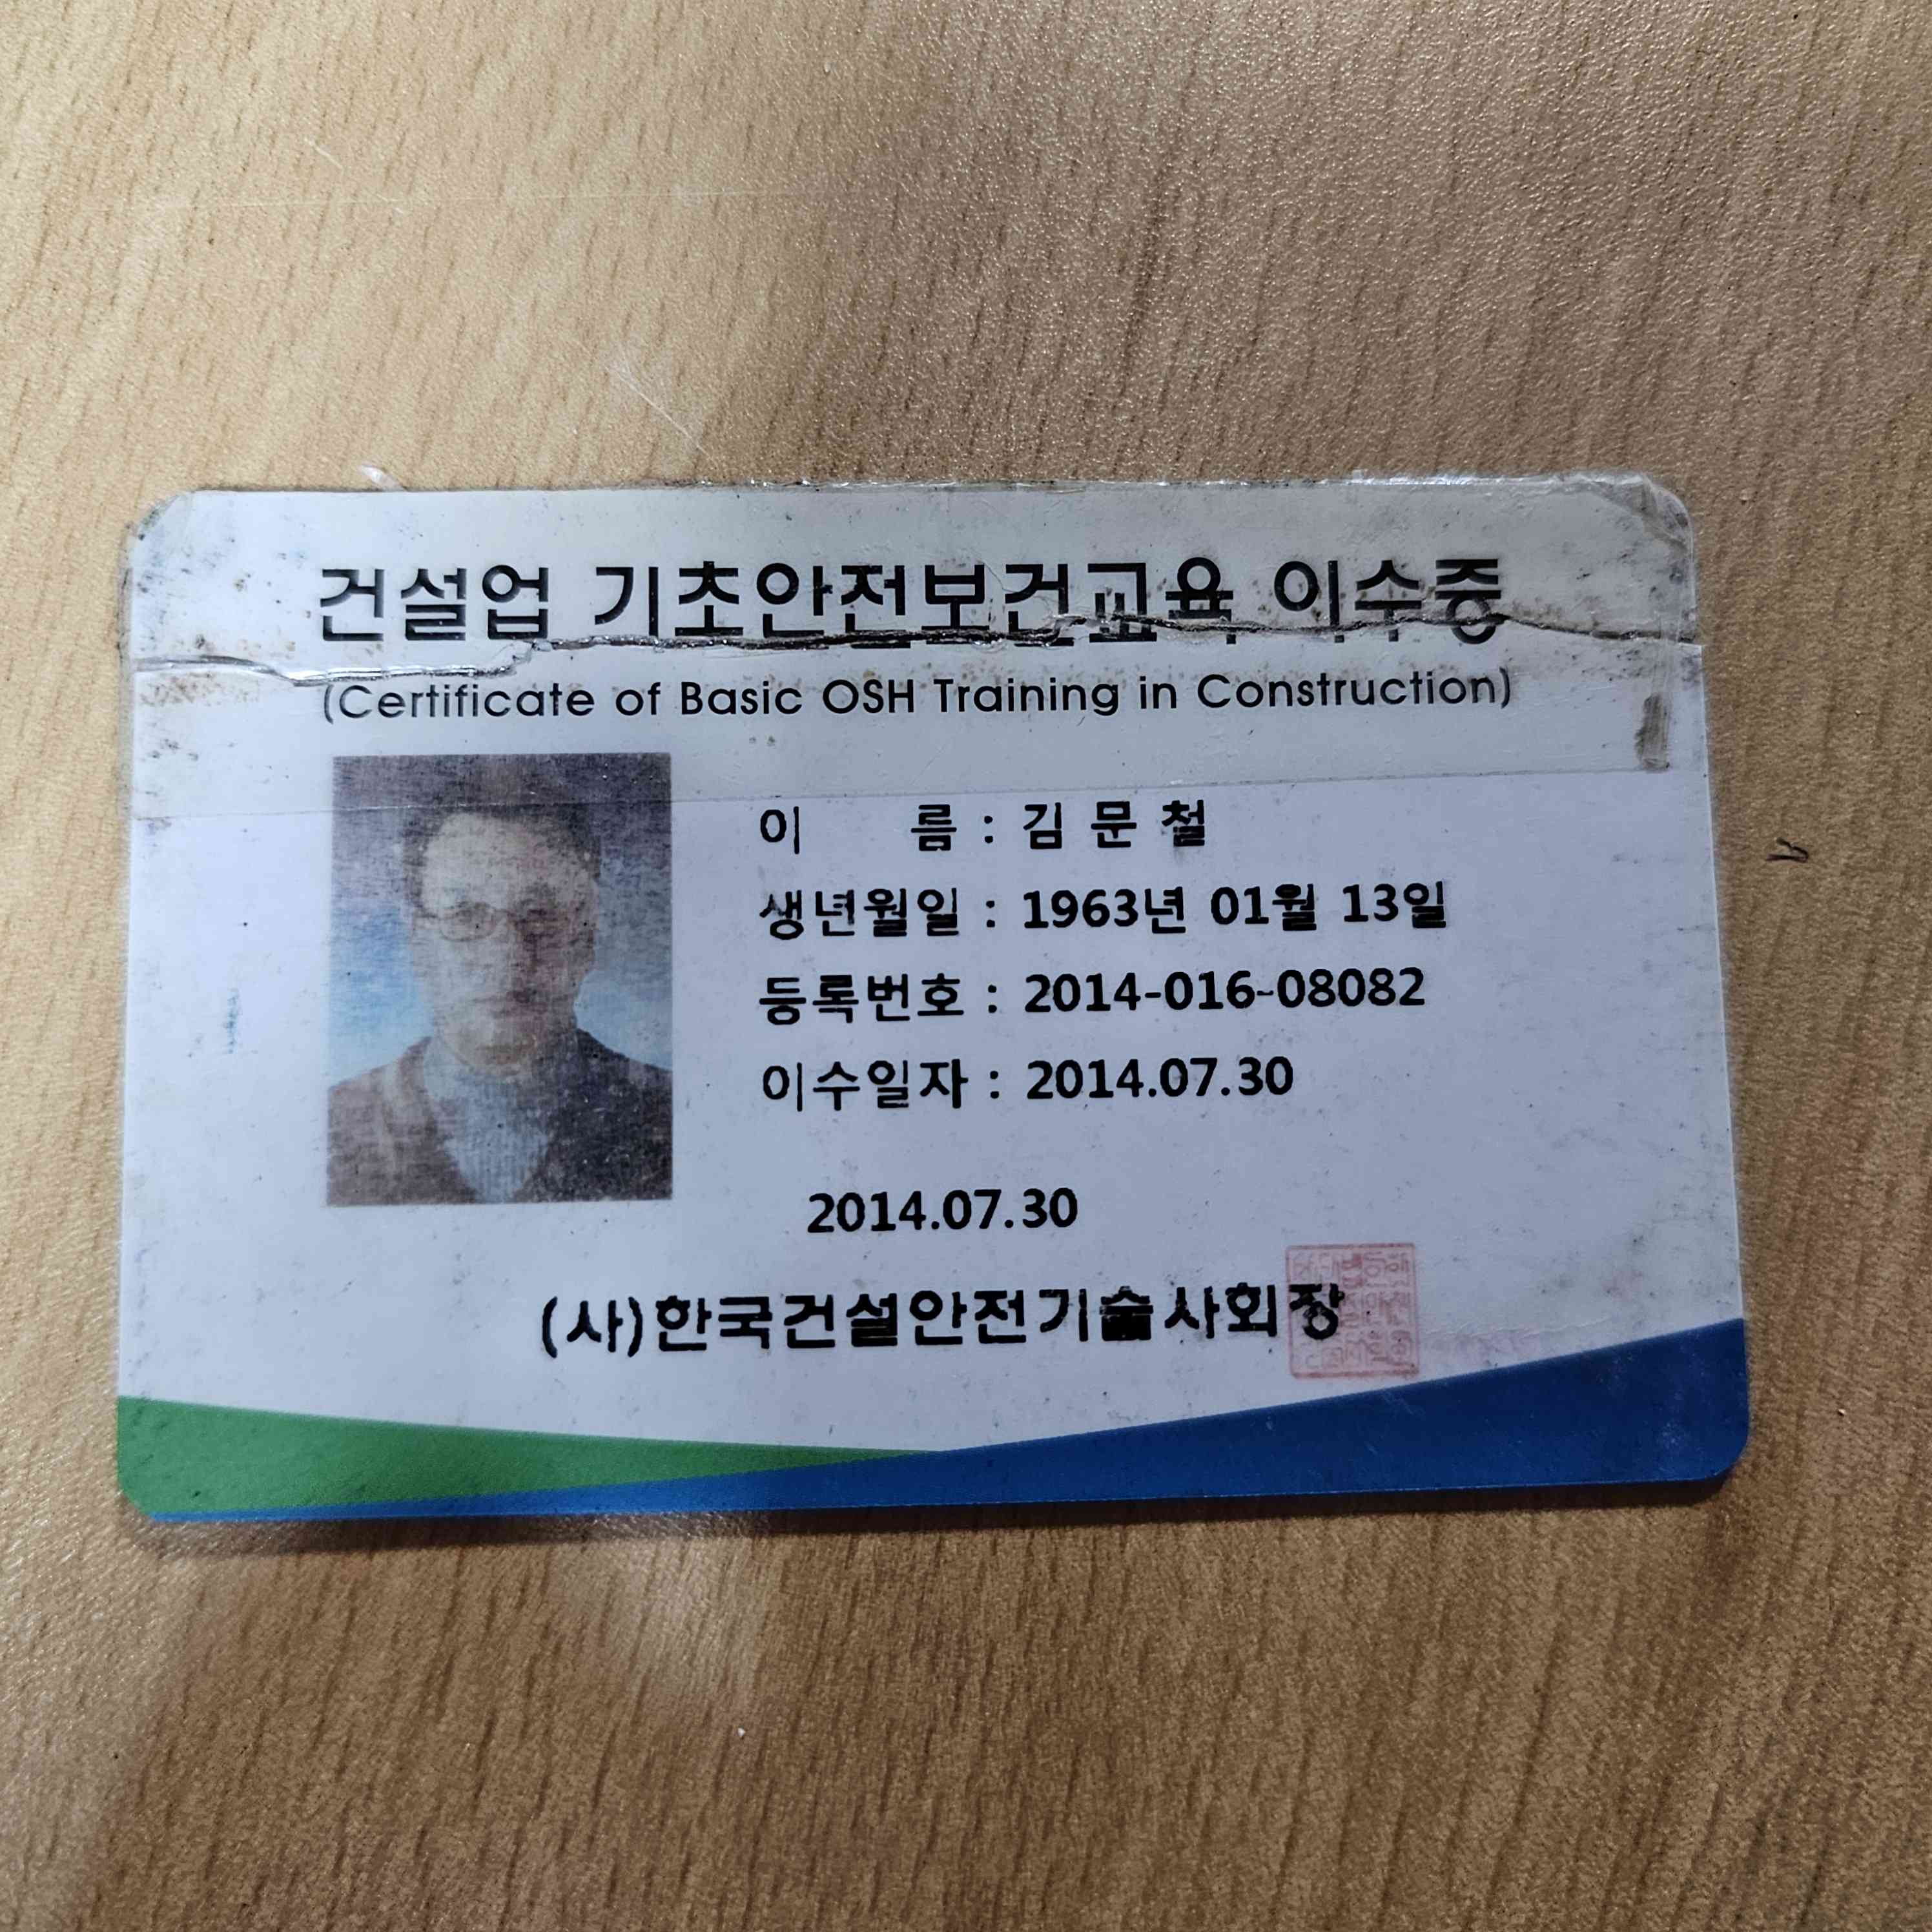 건설업 기초안전보건교육 이수증
(Certificate of Basic OSH Training in Construction)
이 름 : 김 문 철
생년월일 : 1963년 01월 13일
등록번호 : 2014-016-08082
이수일자 : 2014.07.30
2014.07.30
(사)한국건설안전기술사회장